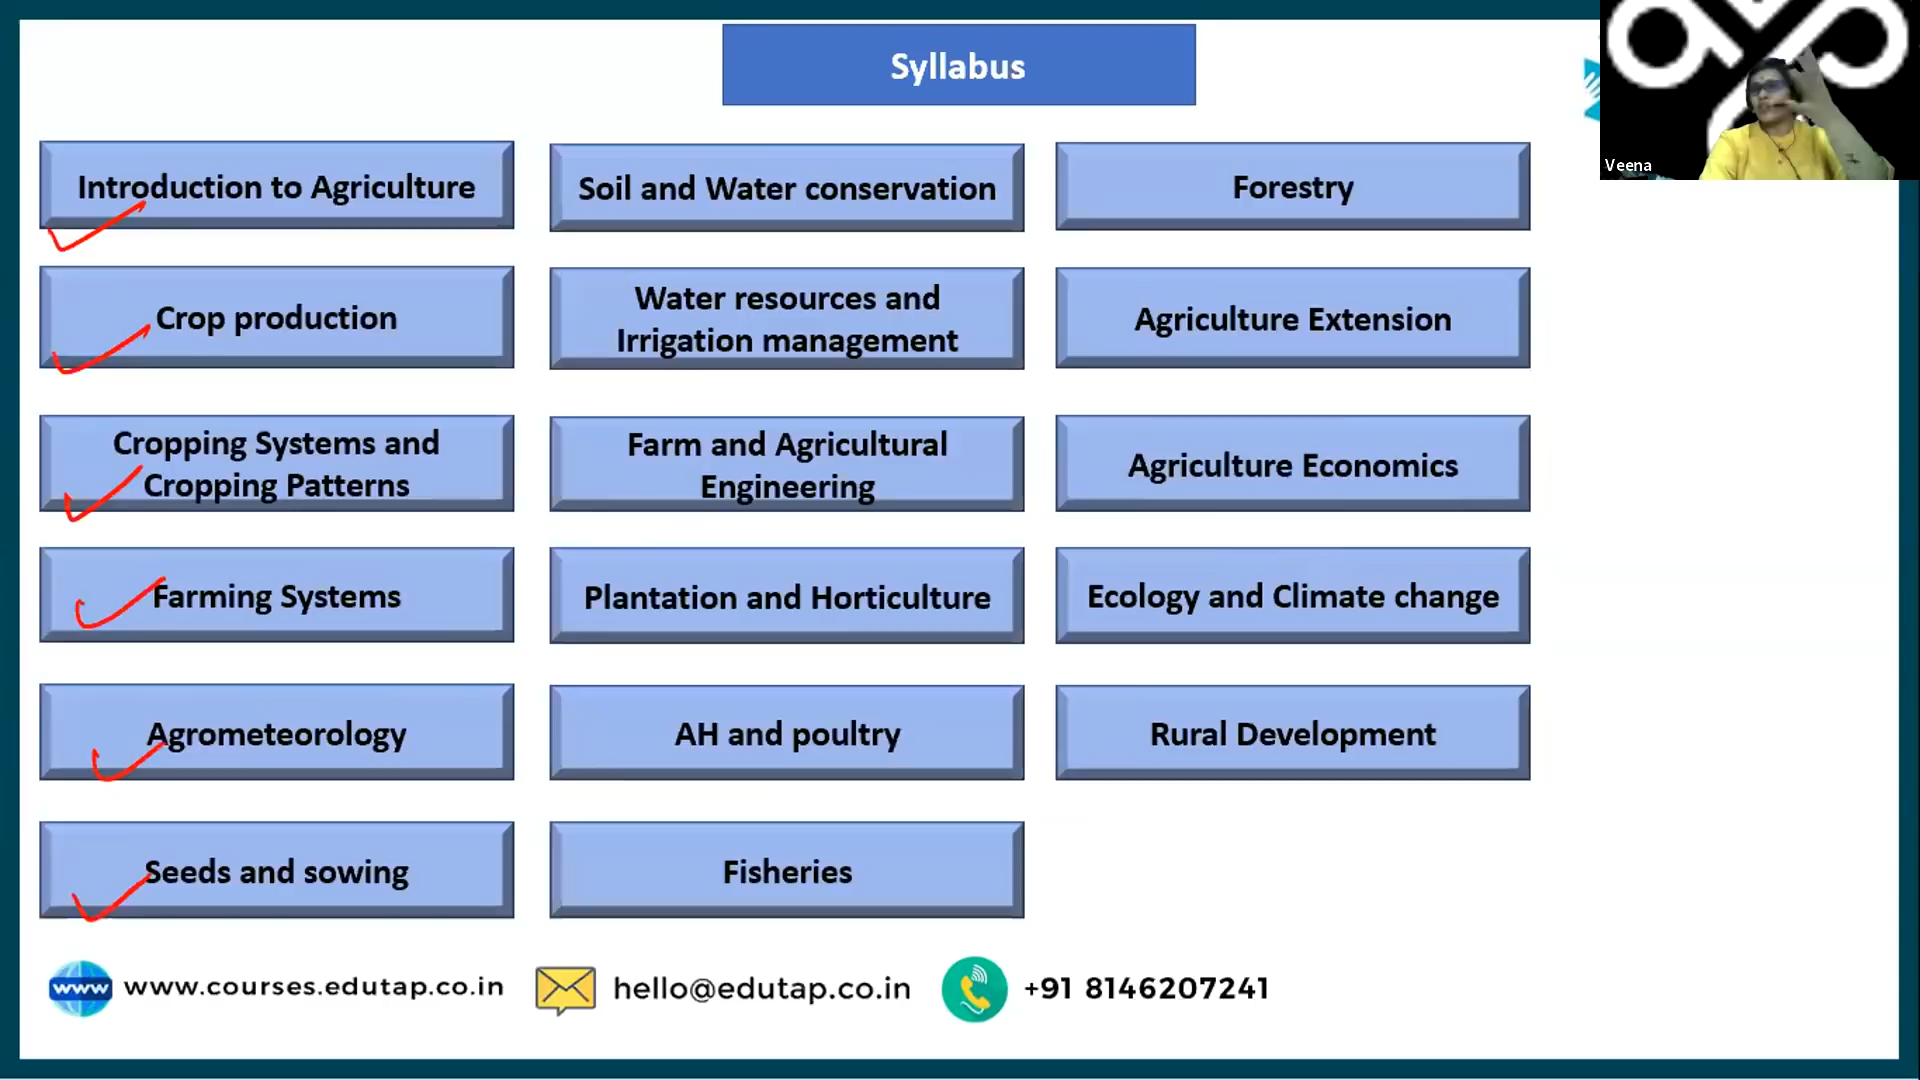 Syllabus
Veena
Introduction to Agriculture
Crop production
Cropping Systems and
Cropping Patterns
Farming Systems
Agrometeorology
Seeds and sowing
Soil and Water conservation
Water resources and
Irrigation management
Farm and Agricultural
Engineering
Plantation and Horticulture
AH and poultry
Fisheries
Forestry
Agriculture Extension
Agriculture Economics
Ecology and Climate change
Rural Development
www
www.courses.edutap.co.in
hello@edutap.co.in
+91 8146207241